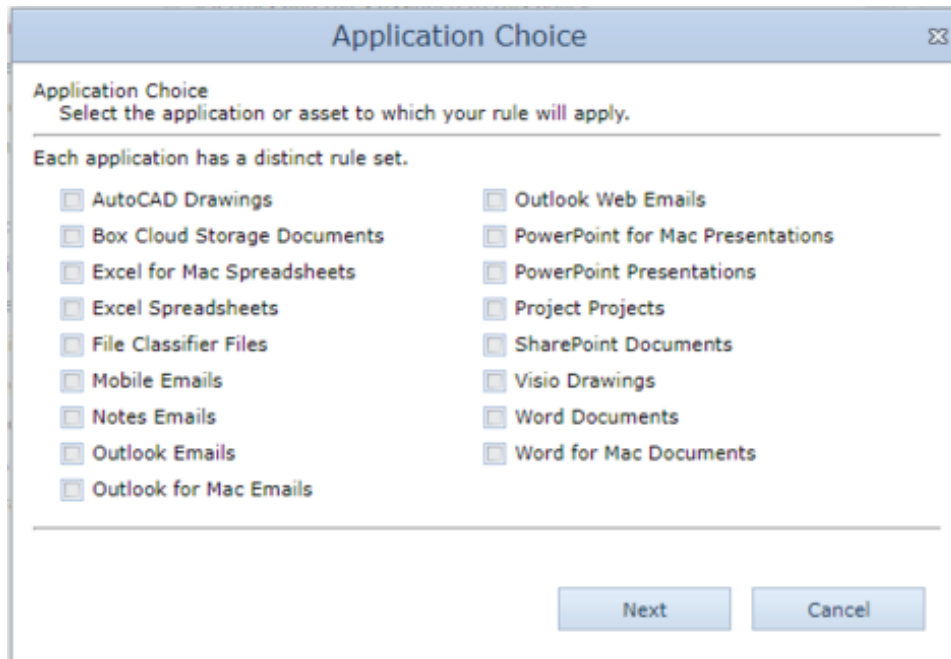 Application Choice
Application Choice
Select the application or asset to which your rule will apply.
Each application has a distinct rule set.
AutoCAD Drawings
Box Cloud Storage Documents
Excel for Mac Spreadsheets
Excel Spreadsheets
File Classifier Files
Mobile Emails
Notes Emails
Outlook Emails
Outlook for Mac Emails
Outlook Web Emails
PowerPoint for Mac Presentations
PowerPoint Presentations
Project Projects
SharePoint Documents
Visio Drawings
Word Documents
Word for Mac Documents
Next
Cancel